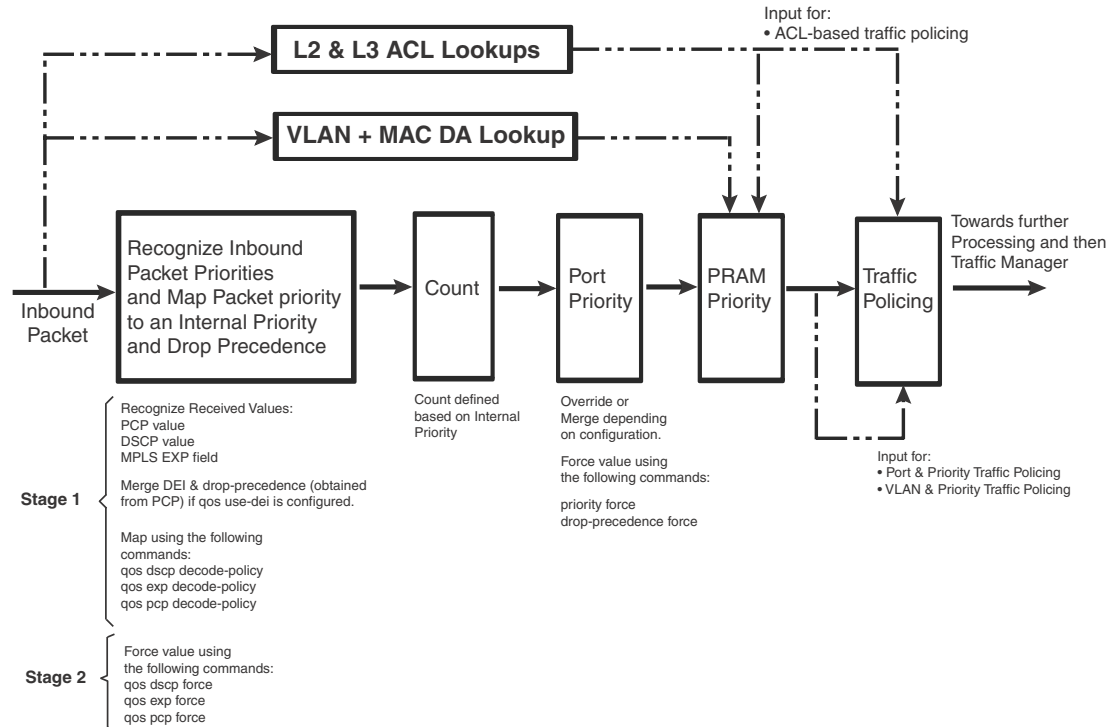 Input for:
• ACL-based traffic policing
L2 & L3 ACL Lookups
VLAN + MAC DA Lookup
Inbound
Packet
Recognize Inbound
Packet Priorities
and Map Packet priority
to an Internal Priority
and Drop Precedence
Count
Port
Priority
PRAM
Priority
Traffic
Policing
Towards further
Processing and then
Traffic Manager
Count defined
based on Internal
Priority
Override or
Merge depending
on configuration.
Force value using
the following commands:
priority force
drop-precedence force
Input for:
• Port & Priority Traffic Policing
• VLAN & Priority Traffic Policing
Stage 1
Recognize Received Values:
PCP value
DSCP value
MPLS EXP field
Merge DEI & drop-precedence (obtained
from PCP) if qos use-dei is configured.
Map using the following
commands:
qos dscp decode-policy
qos exp decode-policy
qos pcp decode-policy
Stage 2
Force value using
the following commands:
qos dscp force
qos exp force
qos pcp force